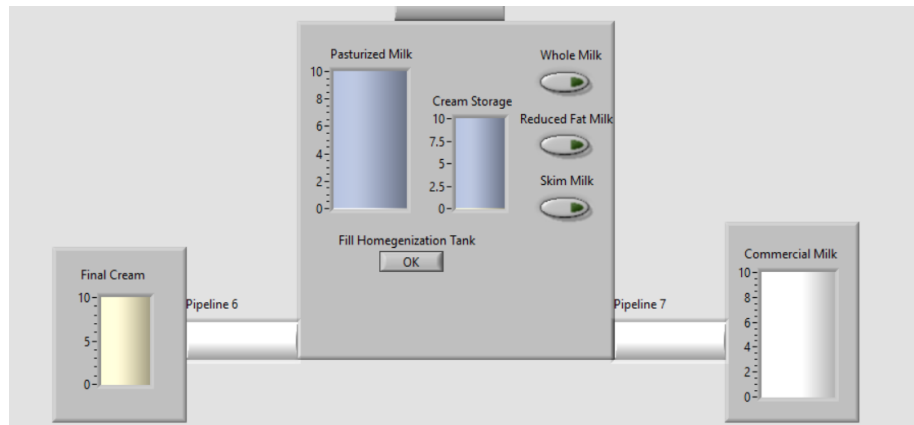 Pasturized Milk
10-
8-
6-
4-
2-
0-
Cream Storage
10-
7.5-
5-
2.5-
0-
Whole Milk
Reduced Fat Milk
Skim Milk
Fill Homegenization Tank
OK
Final Cream
10-
5-
0-
Pipeline 6
Pipeline 7
Commercial Milk
10-
8-
6-
4-
2-
0-